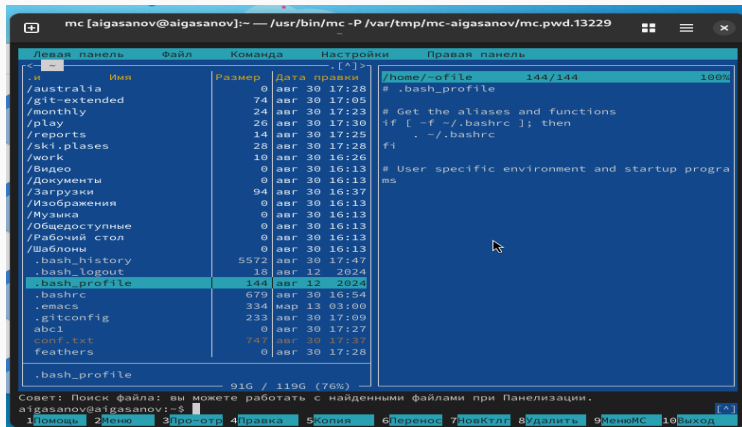 mc [aigasanov@aigasanov]:~ — /usr/bin/mc -P /var/tmp/mc-aigasanov/mc.pwd.13229
Левая панель Файл Команда Настройки Правая панель
<— ~ .[^]>
.и Имя Размер Дата правки
/australia 0 авг 30 17:28
/git-extended 74 авг 30 17:05
/monthly 24 авг 30 17:23
/play 26 авг 30 17:30
/reports 14 авг 30 17:25
/ski.plases 28 авг 30 17:28
/work 10 авг 30 16:26
/Видео 0 авг 30 16:13
/Документы 0 авг 30 16:13
/Загрузки 94 авг 30 16:37
/Изображения 0 авг 30 16:13
/Музыка 0 авг 30 16:13
/Общедоступные 0 авг 30 16:13
/Рабочий стол 0 авг 30 16:13
/Шаблоны 0 авг 30 16:13
.bash_history 5572 авг 30 17:47
.bash_logout 18 авг 12 2024
.bash_profile 144 авг 12 2024
.bashrc 679 авг 30 16:54
.emacs 334 мар 13 03:00
.gitconfig 233 авг 30 17:09
abc1 0 авг 30 17:27
conf.txt 747 авг 30 17:37
feathers 0 авг 30 17:28
.bash_profile
91G / 119G (76%)
/home/~ofile 144/144 100%
# .bash_profile
# Get the aliases and functions
if [ -f ~/.bashrc ]; then
. ~/.bashrc
fi
# User specific environment and startup progra
ms
Совет: Поиск файла: вы можете работать с найденными файлами при Панелизации.
aigasanov@aigasanov:~$ [^]
1Помощь 2Меню 3Про~отр 4Правка 5Копия 6Перенос 7НовКтлг 8Удалить 9МенюMC 10Выход